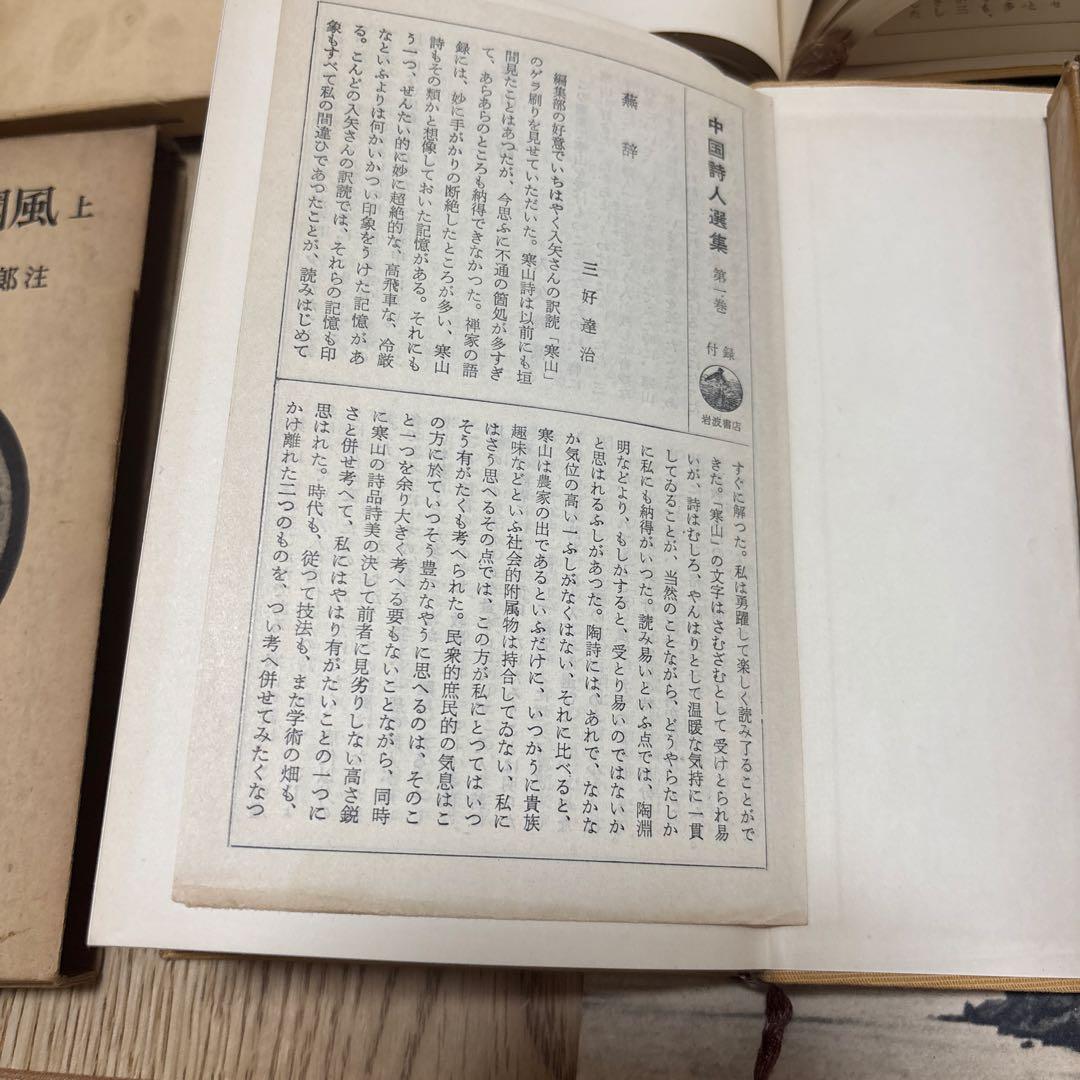 中国詩人選集 第一巻 付録
岩波書店
蕪辞
三好達治
編集部の好意でいちはやく入矢さんの訳読「寒山」
のゲラ刷りを見せていただいた。寒山詩は以前にも垣
間見たことはあつたが、今思ふに不通の箇処が多すぎ
て、あらあらのところも納得できなかつた。禅家の語
録には、妙に手がかりの断絶したところが多い、寒山
詩もその類かと想像しておいた記憶がある。それにも
う一つ、ぜんたい的に妙に超絶的な、高飛車な、冷厳
なといふよりは何かいかつい印象をうけた記憶があ
る。こんどの入矢さんの訳読では、それらの記憶も印
象もすべて私の間違ひであつたことが、読みはじめて
すぐに解つた。私は勇躍して楽しく読み了ることがで
きた。「寒山」の文字はさむざむとして受けとられ易
いが、詩はむしろ、やんはりとして温暖な気持に一貫
してゐることが、当然のことながら、どうやらたしか
に私にも納得がいつた。読み易いといふ点では、陶淵
明などより、もしかすると、受とり易いのではないか
と思はれるふしがあつた。陶詩には、あれで、なかな
か気位の高い一ふしがなくはない、それに比べると、
寒山は農家の出であるといふだけに、いつかうに貴族
趣味などといふ社会的附属物は持合してゐない、私に
はさう思へるその点では、この方が私にとつてはいつ
そう有がたくも考へられた。民衆的庶民的の気息はこ
の方に於ていつそう豊かなやうに思へるのは、そのこ
と一つを余り大きく考へる要もないことながら、同時
に寒山の詩品詩美の決して前者に見劣りしない高さ鋭
さと併せ考へて、私にはやはり有がたいことの一つに
思はれた。時代も、従つて技法も、また学術の畑も、
かけ離れた二つのものを、つい考へ併せてみたくなつ
風 上
郎注